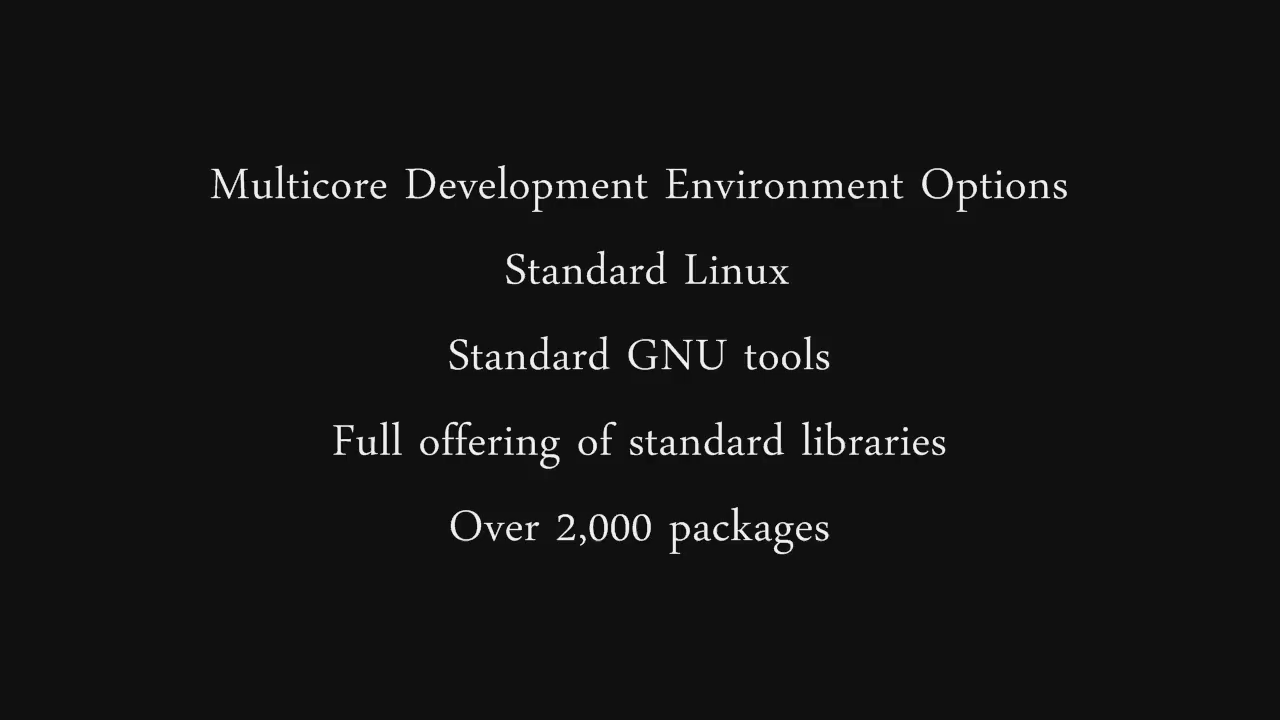 Multicore Development Environment Options
Standard Linux
Standard GNU tools
Full offering of standard libraries
Over 2,000 packages